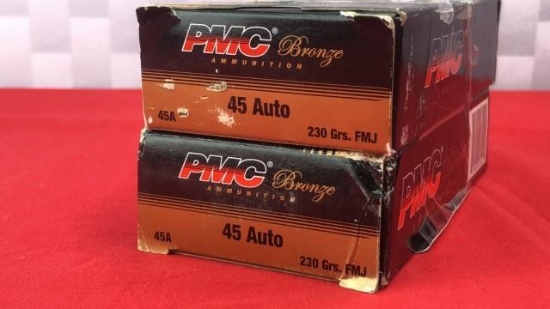 PMC® Bronze
AMMUNITION
45 Auto
45A
230 Grs. FMJ
PMC
PMC® Bronze
AMMUNITION
45 Auto
45A
230 Grs. FMJ
PMC